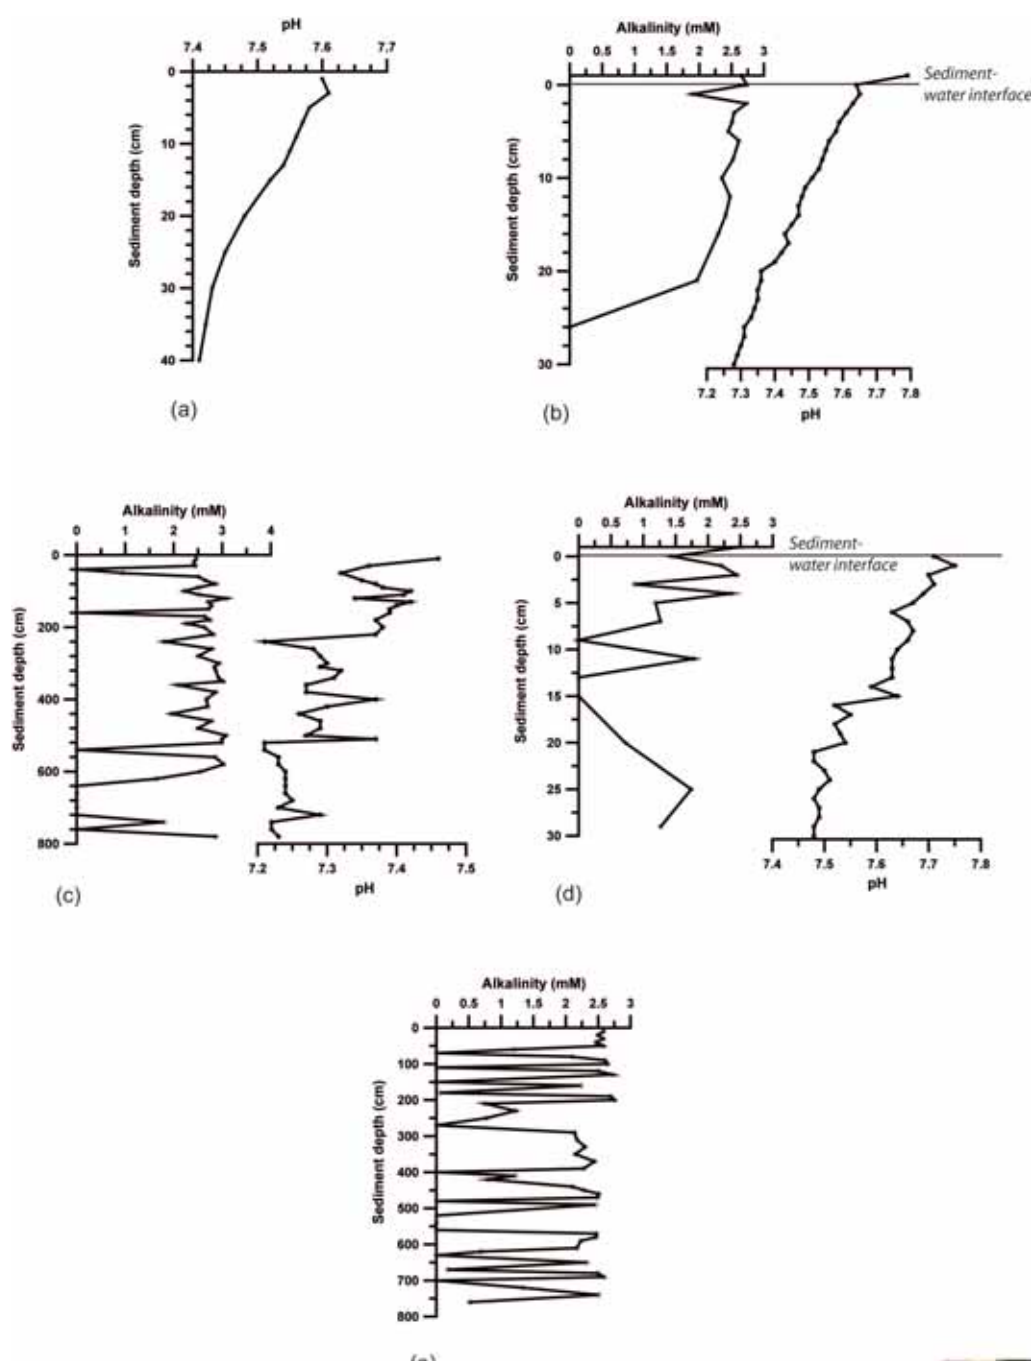 pH
7.4 7.5 7.6 7.7
0
10
20
30
40
Sediment depth (cm)
(a)
Alkalinity (mM)
0 0.5 1 1.5 2 2.5 3
Sediment-
water interface
0
10
20
30
Sediment depth (cm)
7.2 7.3 7.4 7.5 7.6 7.7 7.8
pH
(b)
Alkalinity (mM)
0 1 2 3 4
0
200
400
600
800
Sediment depth (cm)
7.2 7.3 7.4 7.5
pH
(c)
Alkalinity (mM)
0 0.5 1 1.5 2 2.5 3
Sediment-
water interface
0
5
10
15
20
25
30
Sediment depth (cm)
7.4 7.5 7.6 7.7 7.8
pH
(d)
Alkalinity (mM)
0 0.5 1 1.5 2 2.5 3
0
100
200
300
400
500
600
700
800
Sediment depth (cm)